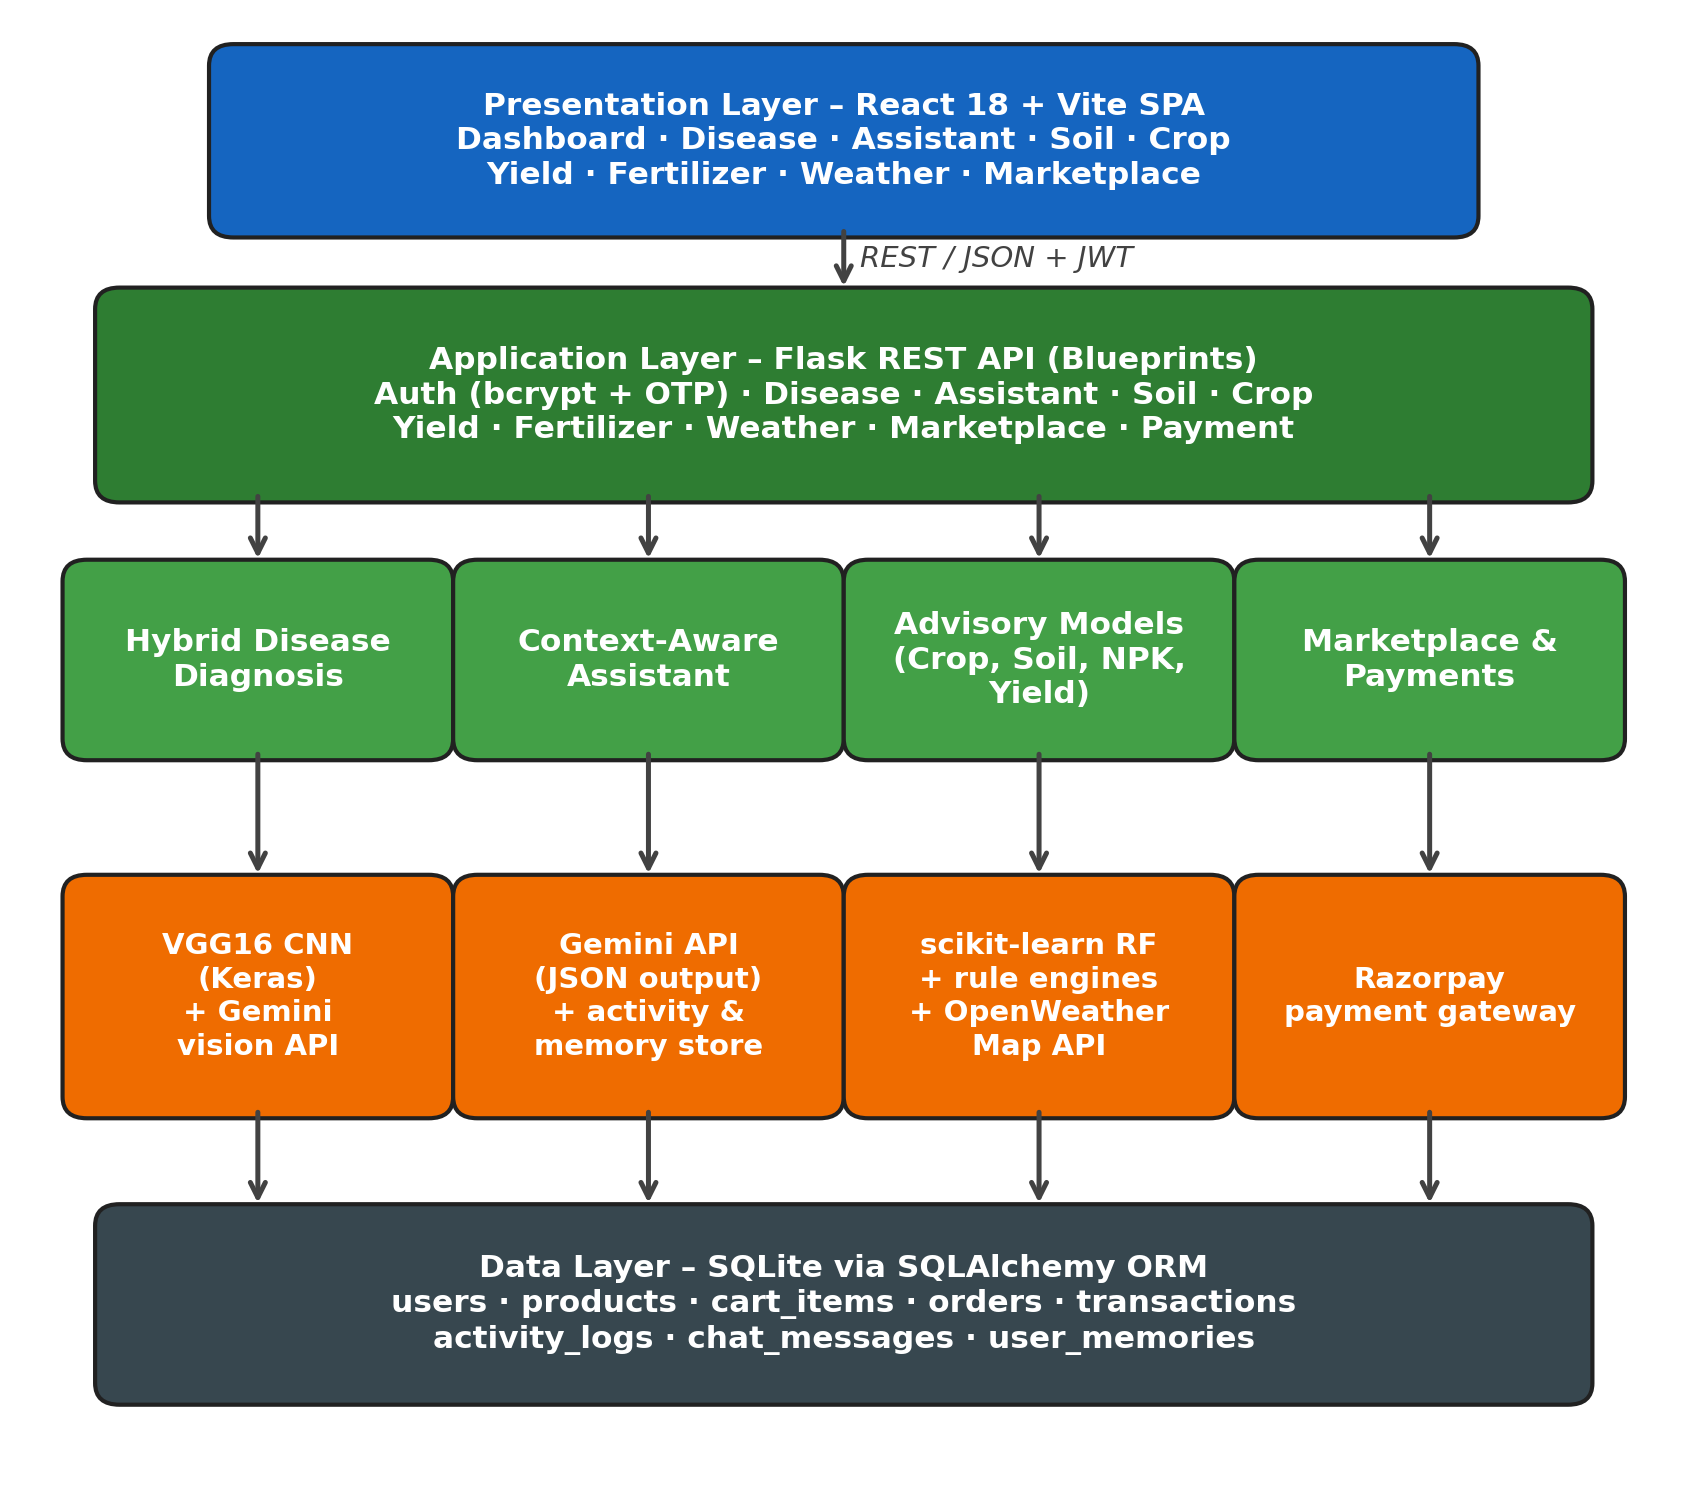 Presentation Layer – React 18 + Vite SPA
Dashboard · Disease · Assistant · Soil · Crop
Yield · Fertilizer · Weather · Marketplace
REST / JSON + JWT
Application Layer – Flask REST API (Blueprints)
Auth (bcrypt + OTP) · Disease · Assistant · Soil · Crop
Yield · Fertilizer · Weather · Marketplace · Payment
Hybrid Disease
Diagnosis
Context-Aware
Assistant
Advisory Models
(Crop, Soil, NPK,
Yield)
Marketplace &
Payments
VGG16 CNN
(Keras)
+ Gemini
vision API
Gemini API
(JSON output)
+ activity &
memory store
scikit-learn RF
+ rule engines
+ OpenWeather
Map API
Razorpay
payment gateway
Data Layer – SQLite via SQLAlchemy ORM
users · products · cart_items · orders · transactions
activity_logs · chat_messages · user_memories